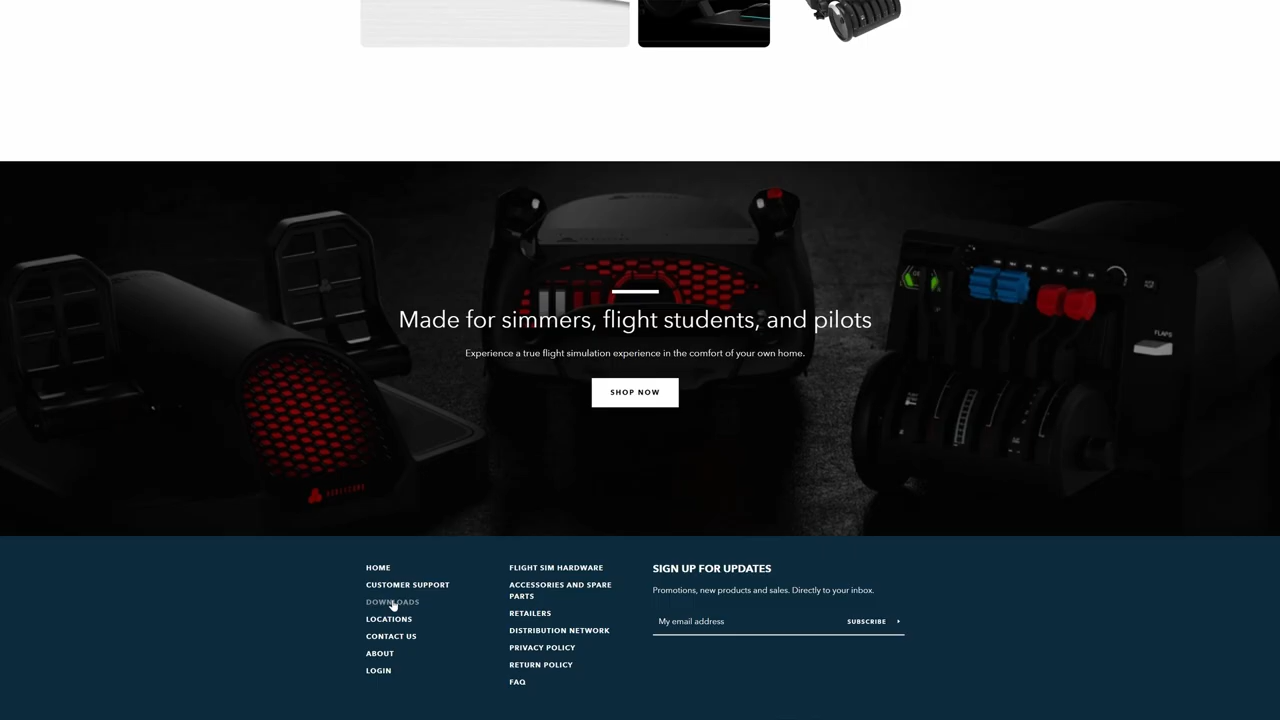 Made for simmers, flight students, and pilots
Experience a true flight simulation experience in the comfort of your own home.
SHOP NOW
FLAPS
HOME
CUSTOMER SUPPORT
DOWNLOADS
LOCATIONS
CONTACT US
ABOUT
LOGIN
FLIGHT SIM HARDWARE
ACCESSORIES AND SPARE
PARTS
RETAILERS
DISTRIBUTION NETWORK
PRIVACY POLICY
RETURN POLICY
FAQ
SIGN UP FOR UPDATES
Promotions, new products and sales. Directly to your inbox.
My email address
SUBSCRIBE